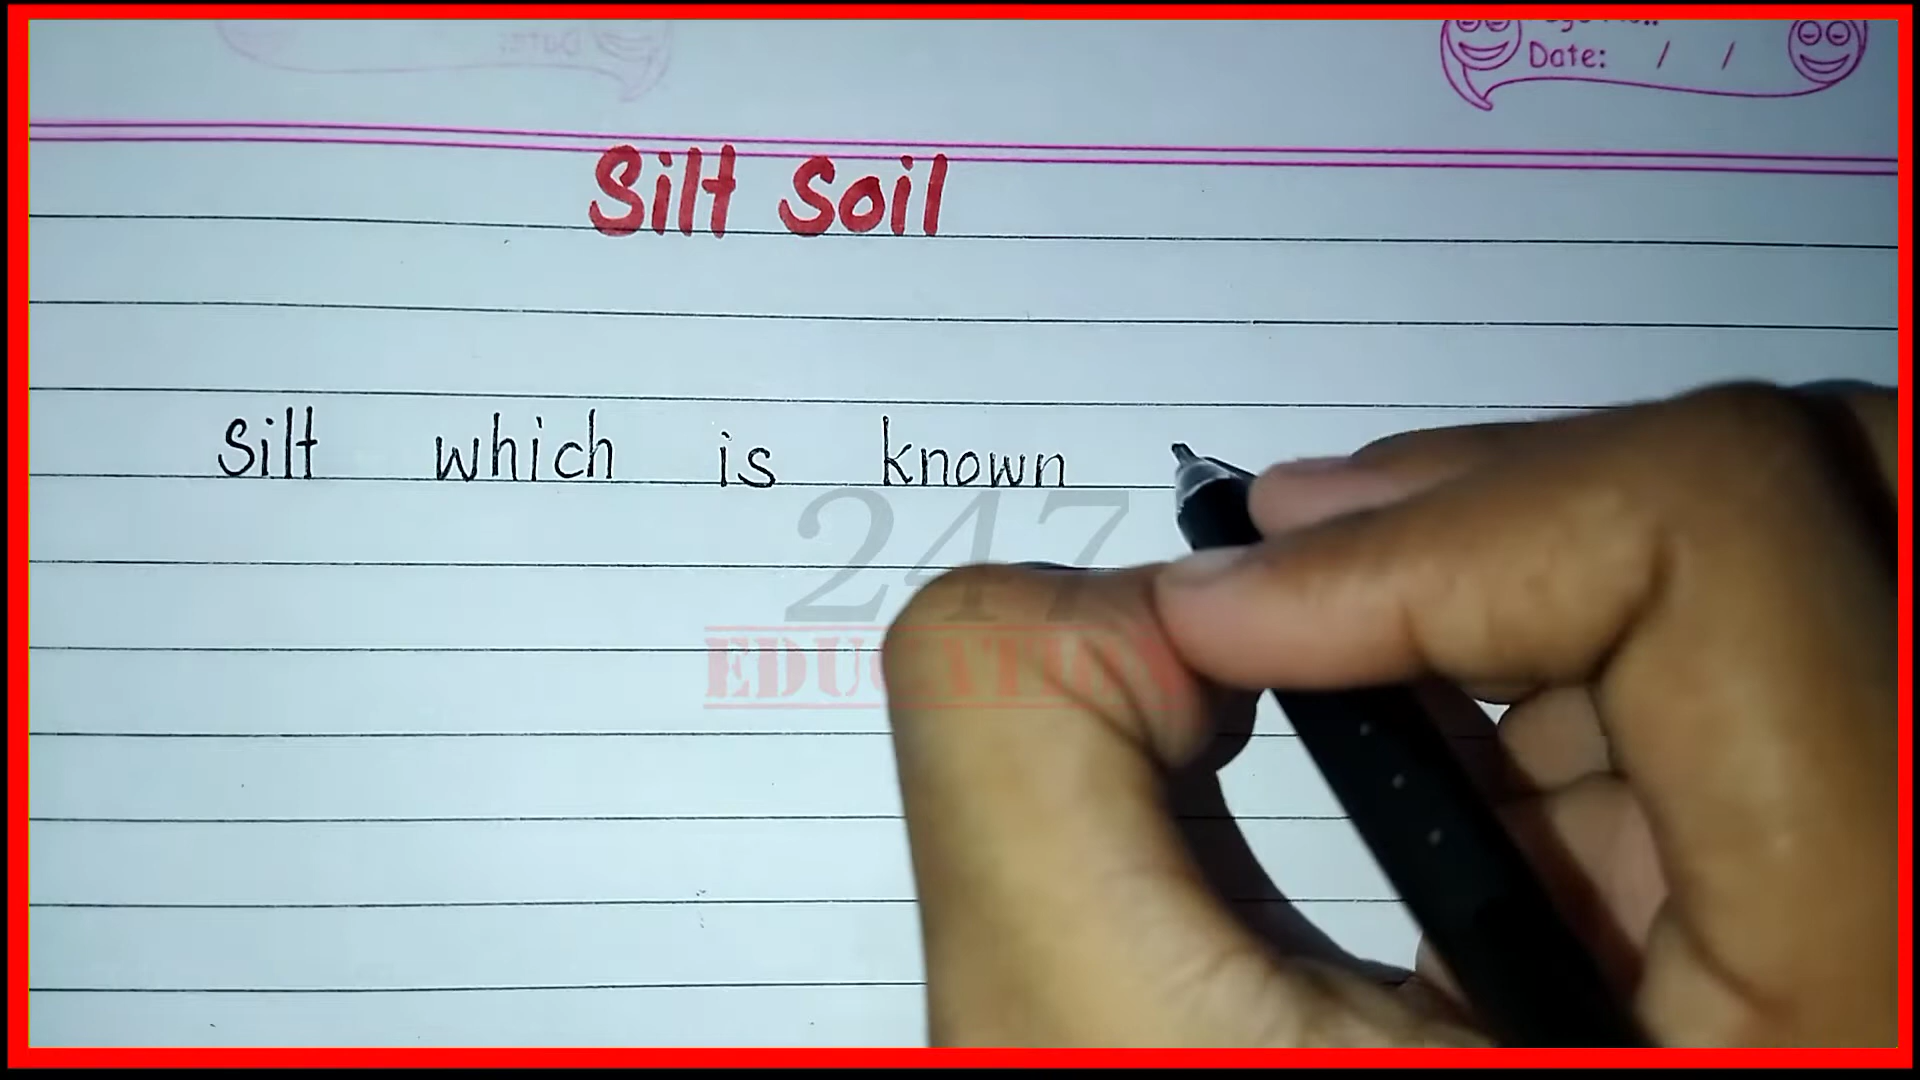 Date: / /
Silt Soil
Silt which is known
247
EDUCATION